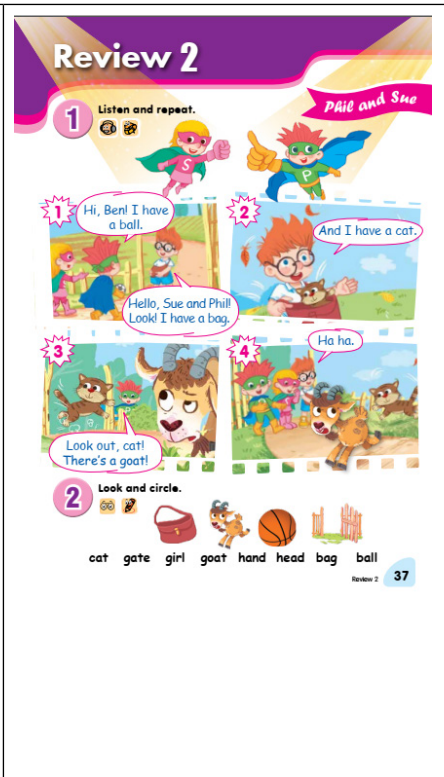 Review 2
Phil and Sue
1
Listen and repeat.
S
P
1
Hi, Ben! I have
a ball.
Hello, Sue and Phil!
Look! I have a bag.
2
And I have a cat.
3
Look out, cat!
There's a goat!
4
Ha ha.
2
Look and circle.
cat gate girl goat hand head bag ball
Review 2 37